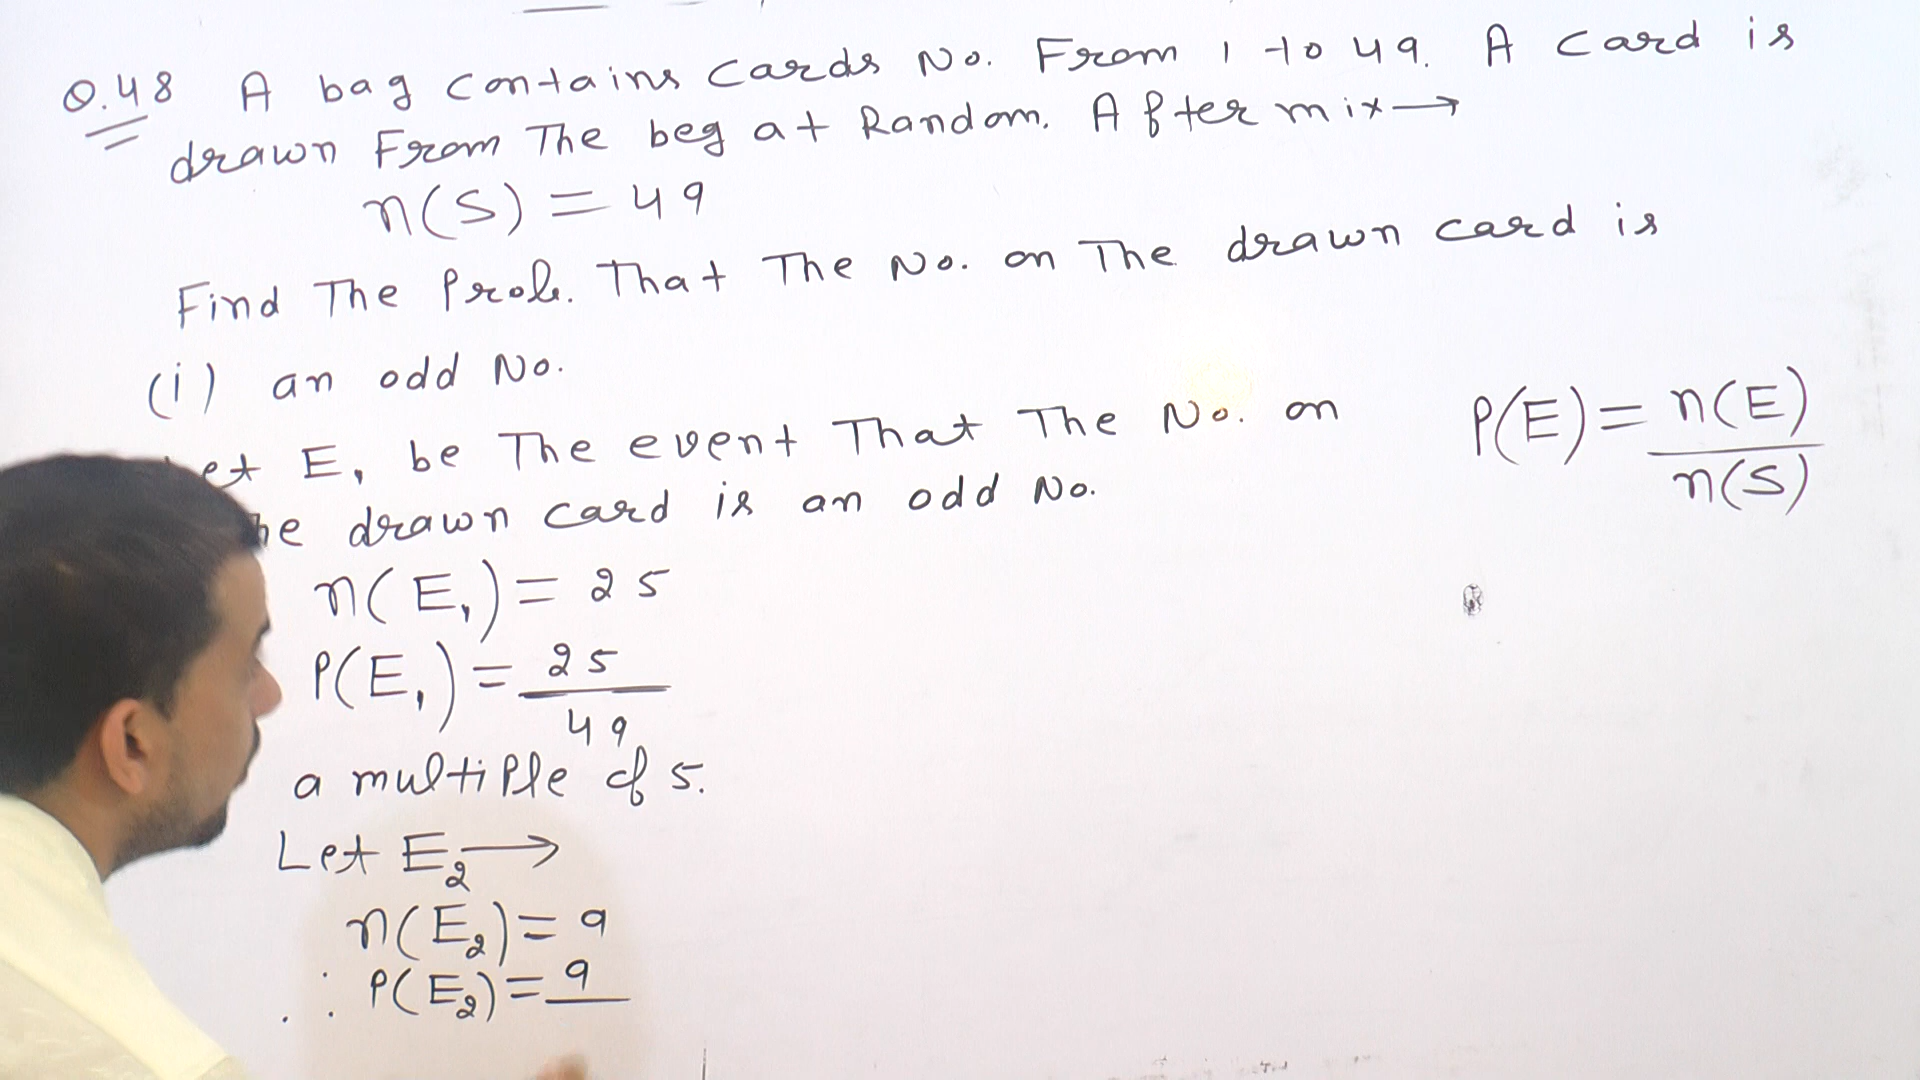 Q.48 A bag contains cards No. From 1 to 49. A card is
drawn From The beg at Random. After mix →
n(S) = 49
Find The Prob. That The No. on The drawn card is
(i) an odd No.
et E₁ be The event That The No. on
he drawn card is an odd No.
P(E) = n(E)/n(S)
n(E₁) = 25
P(E₁) = 25/49
a multiple of 5.
Let E₂ →
n(E₂) = 9
∴ P(E₂) = 9